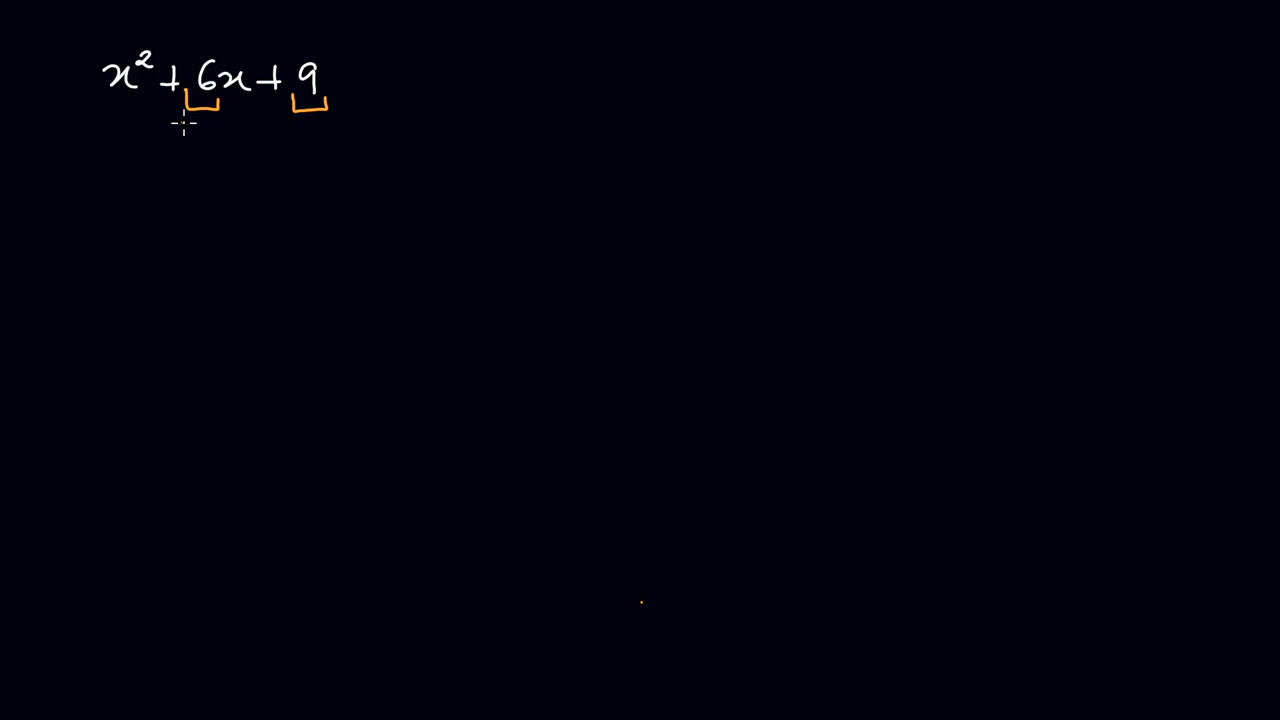 x² + 6x + 9